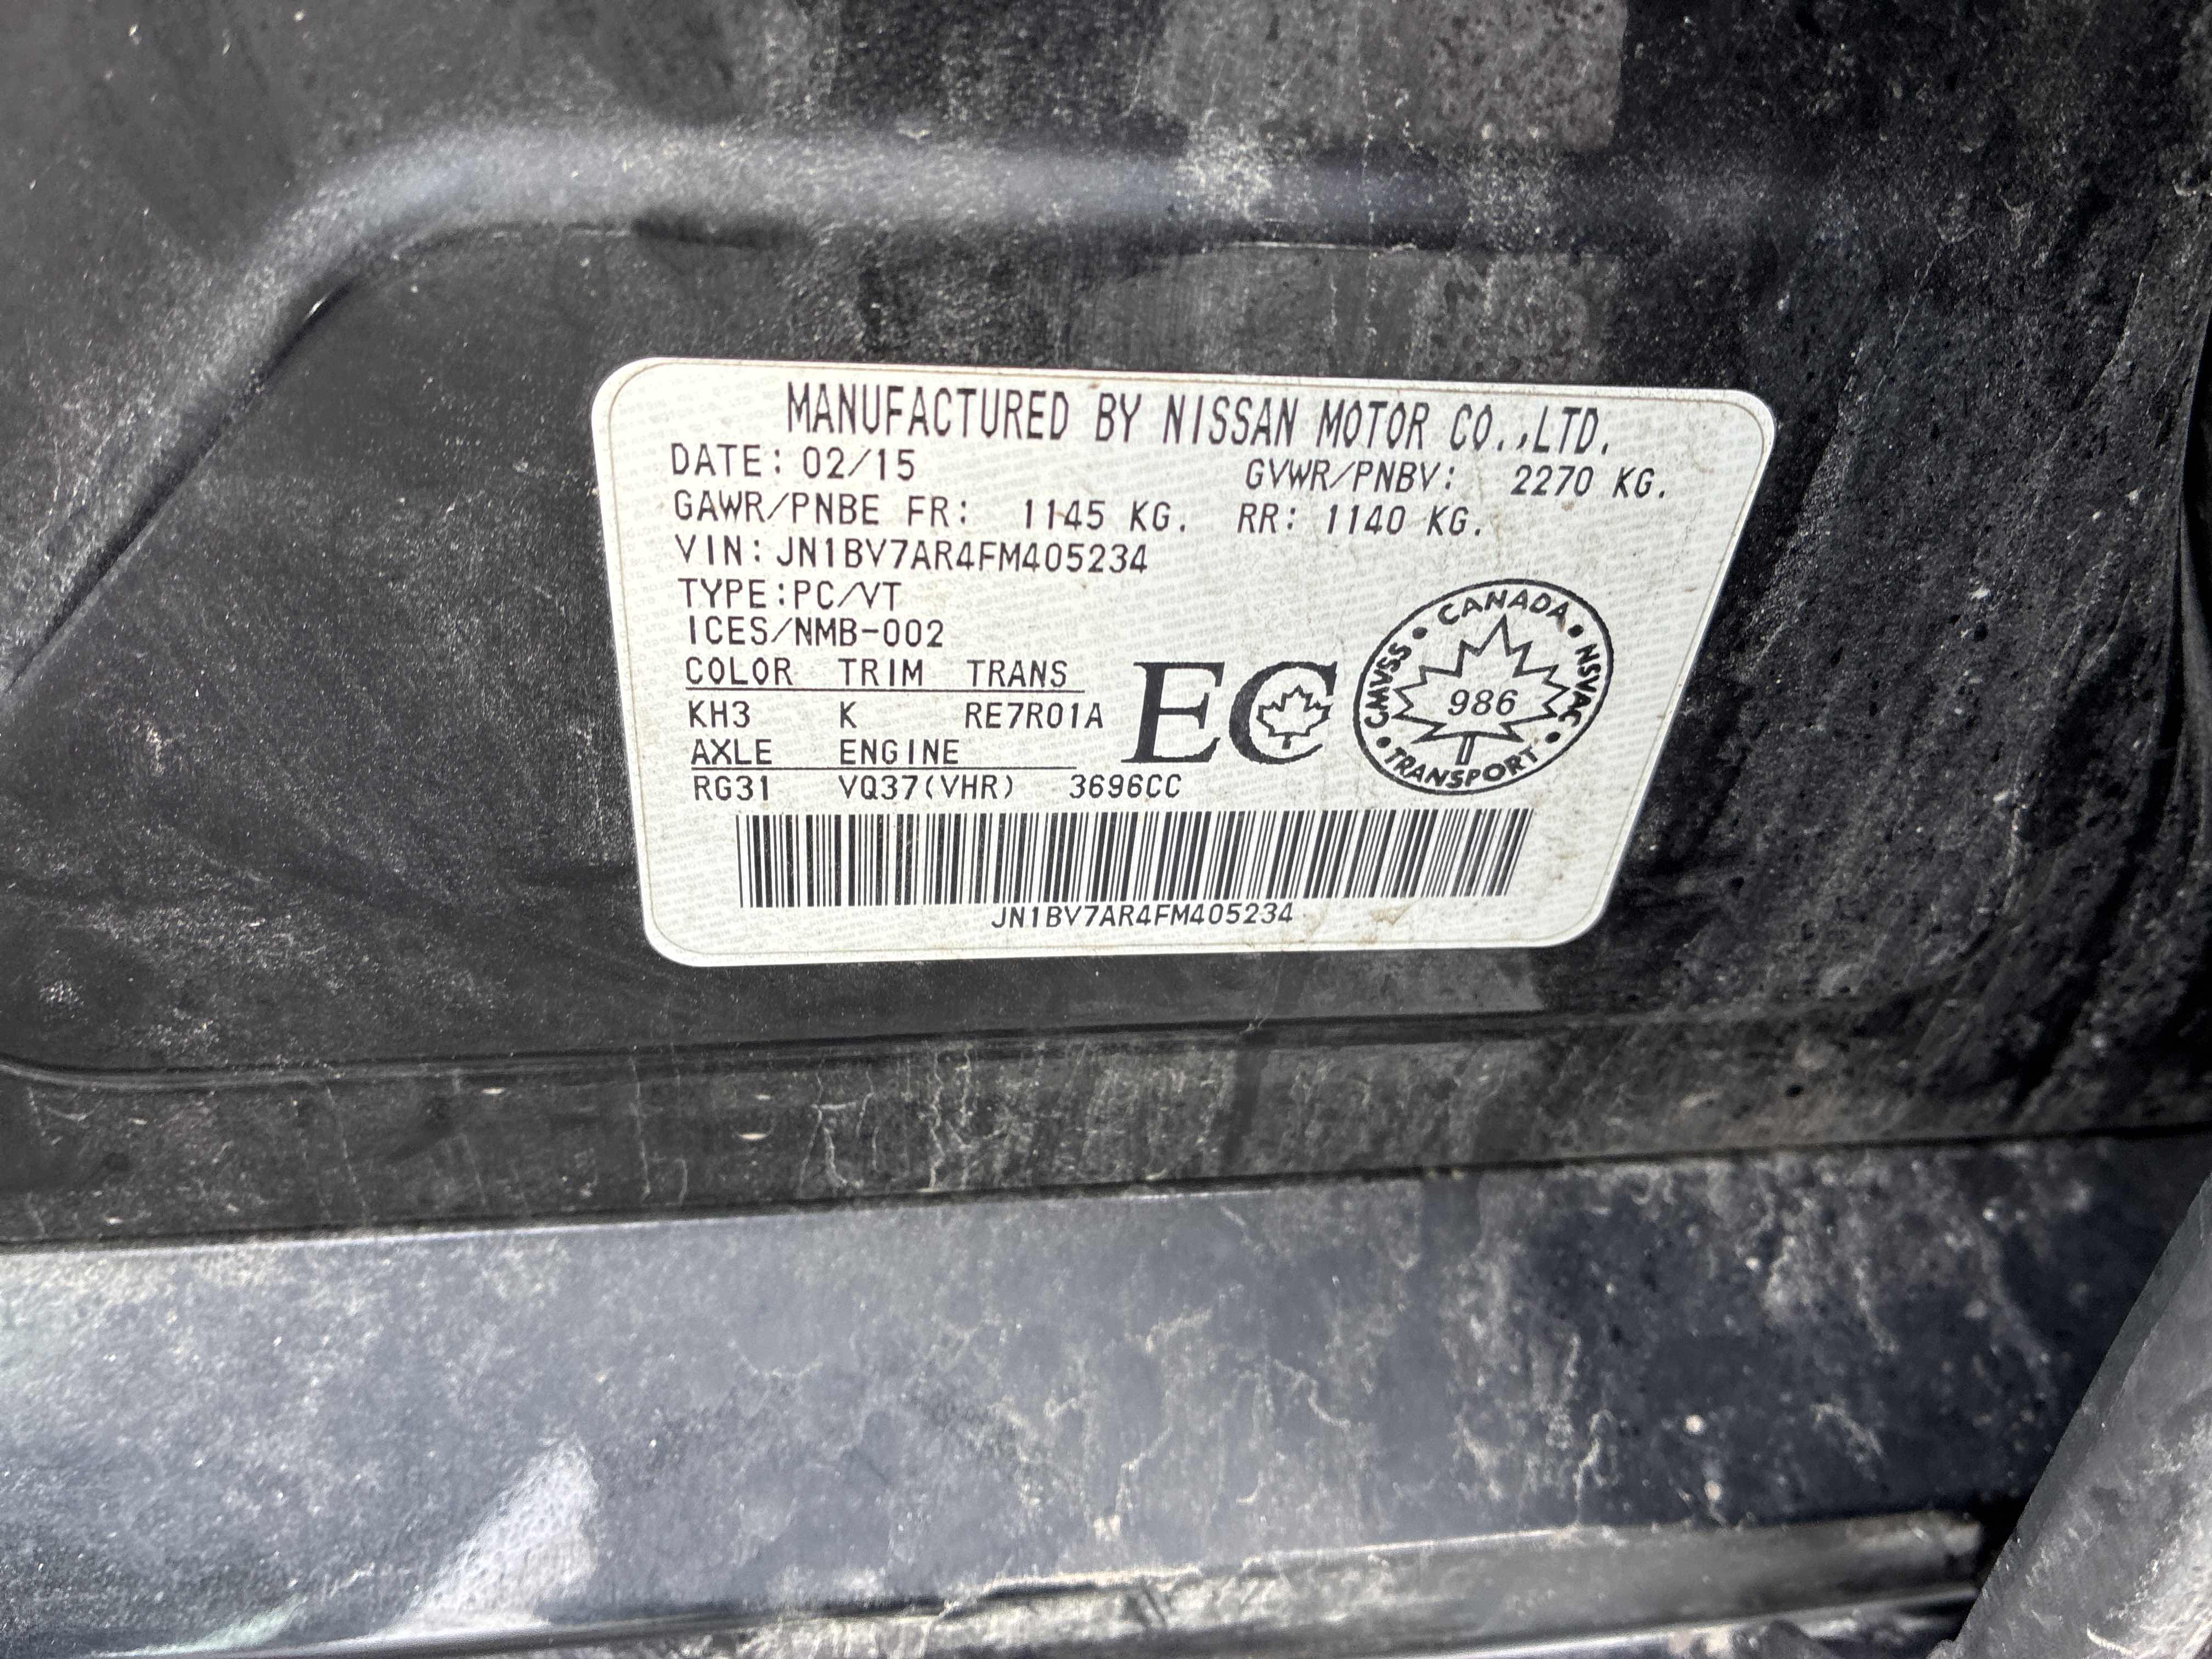 MANUFACTURED BY NISSAN MOTOR CO.,LTD.
DATE: 02/15 GVWR/PNBV: 2270 KG.
GAWR/PNBE FR: 1145 KG. RR: 1140 KG.
VIN: JN1BV7AR4FM405234
TYPE:PC/VT
ICES/NMB-002
COLOR TRIM TRANS
KH3 K RE7R01A
AXLE ENGINE
RG31 VQ37(VHR) 3696CC
EC
CANADA • NSVAC • TRANSPORT • CMVSS •
986
JN1BV7AR4FM405234